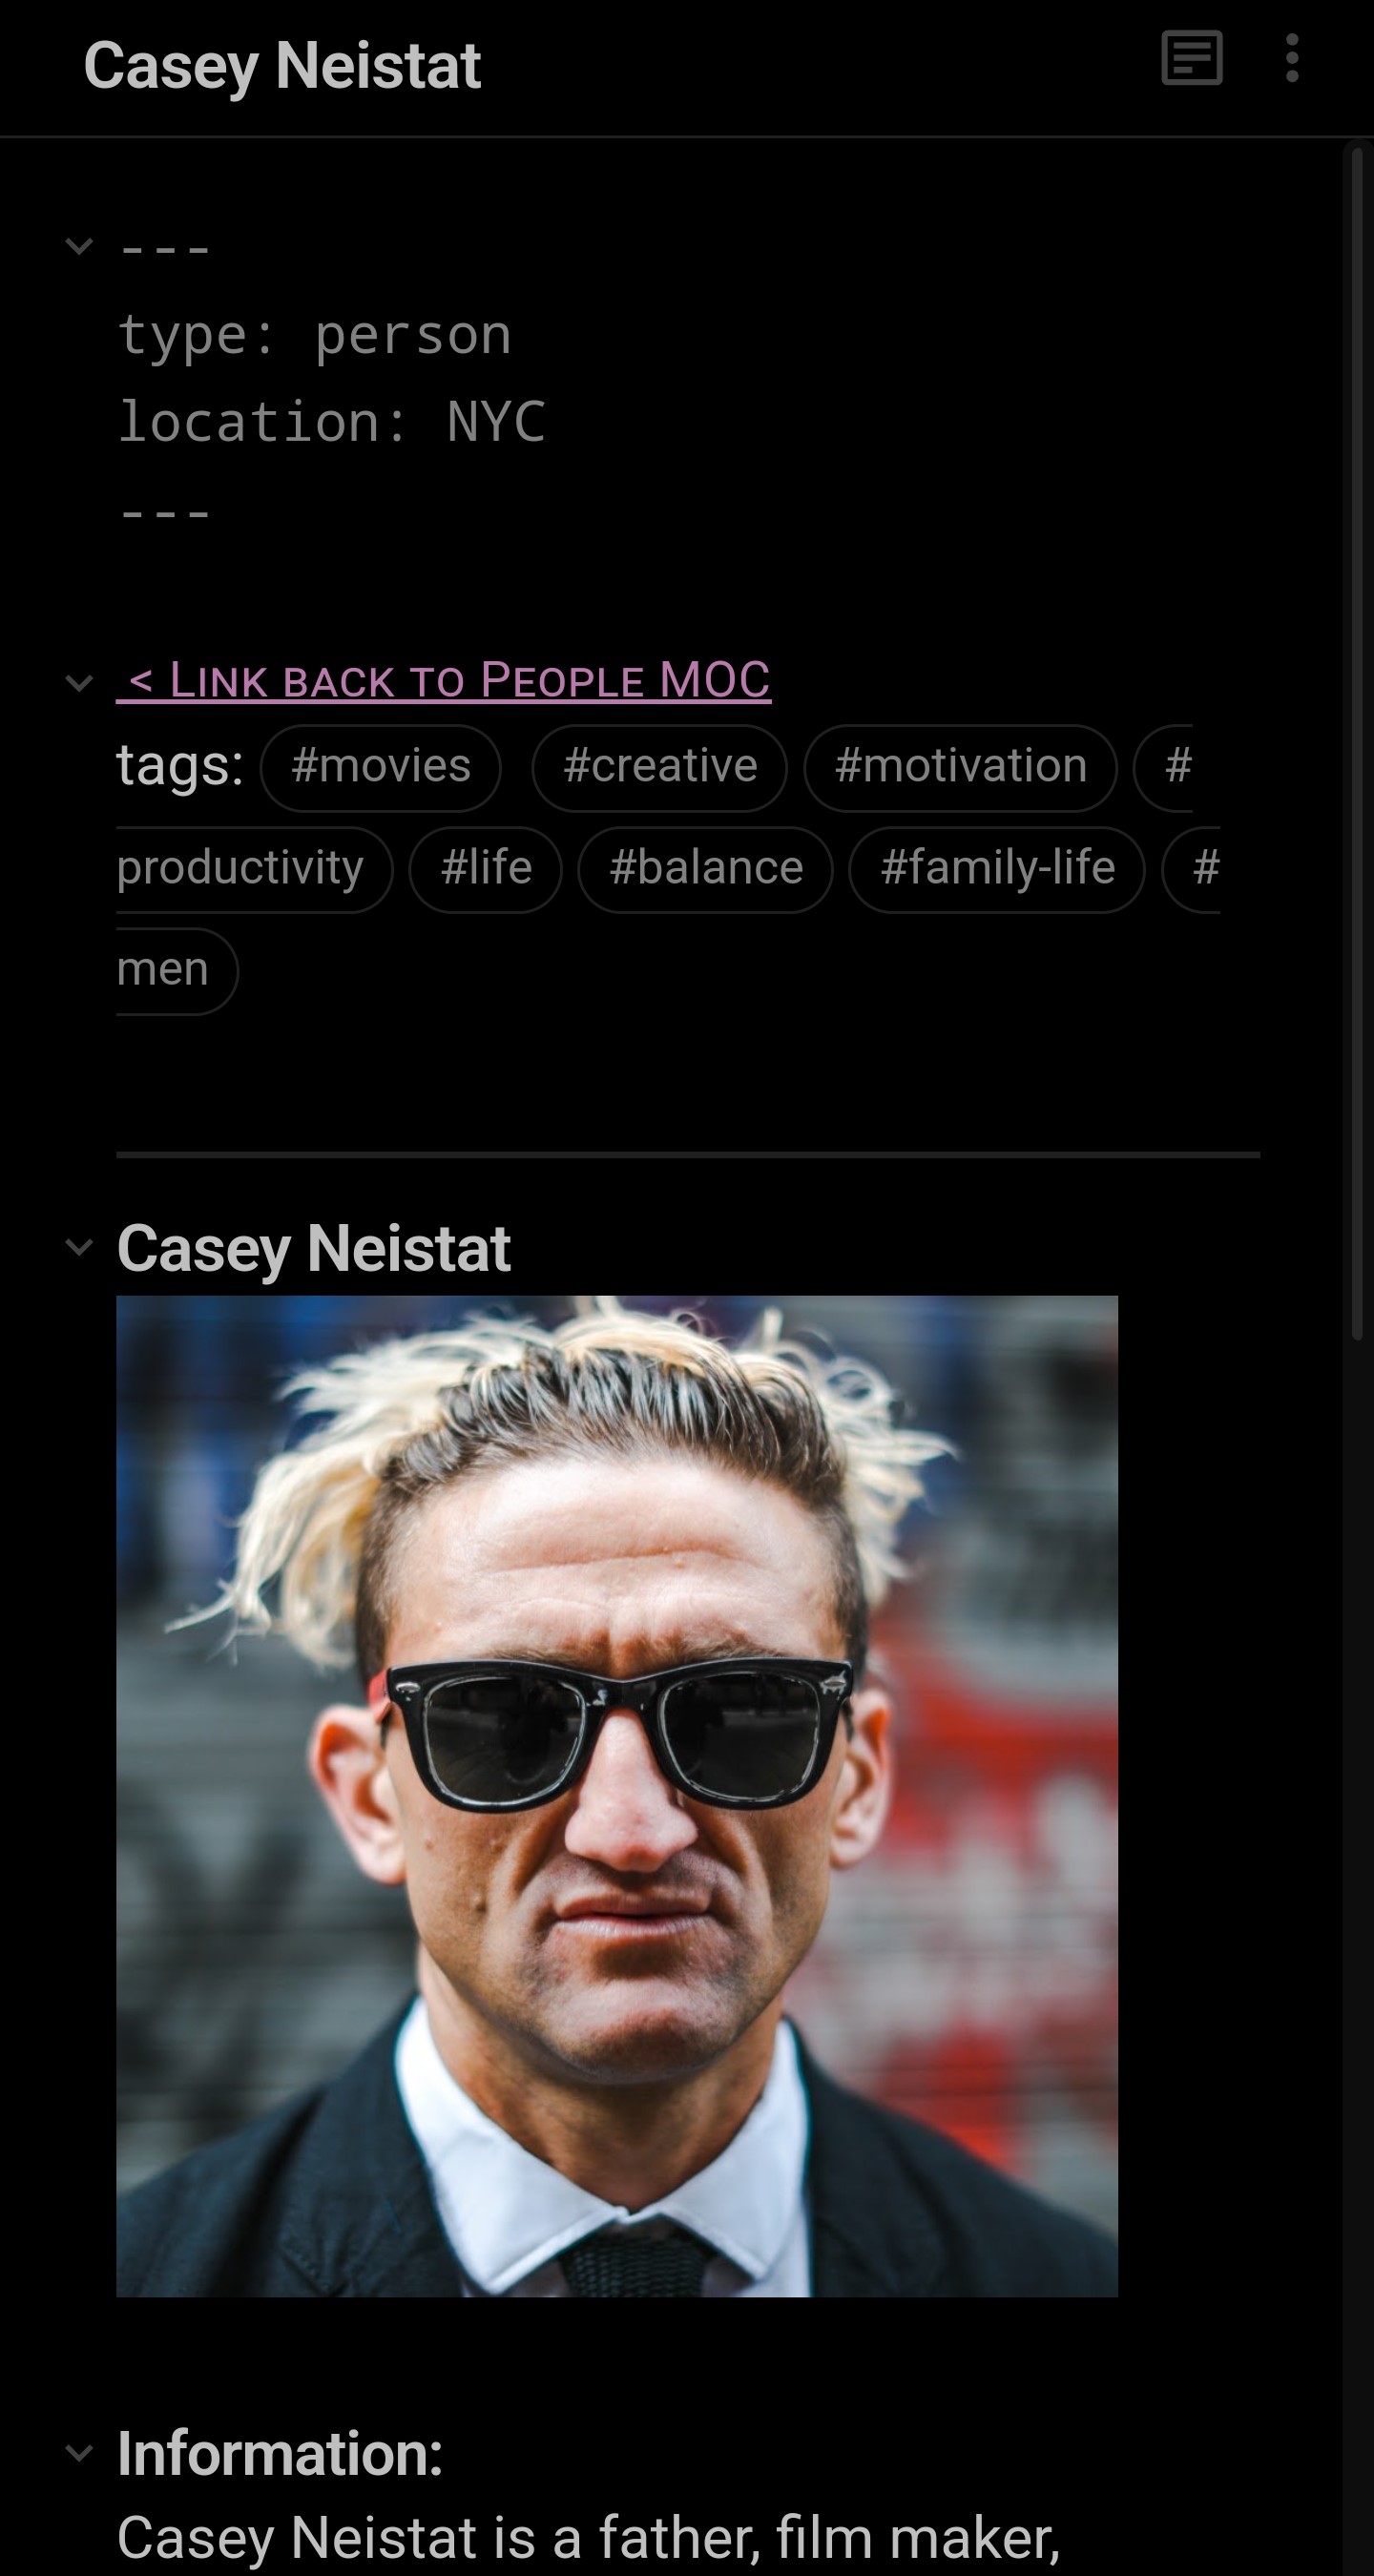 Casey Neistat
---
type: person
location: NYC
---
< Link back to People MOC
tags: #movies #creative #motivation #
productivity #life #balance #family-life #
men
Casey Neistat
Information:
Casey Neistat is a father, film maker,